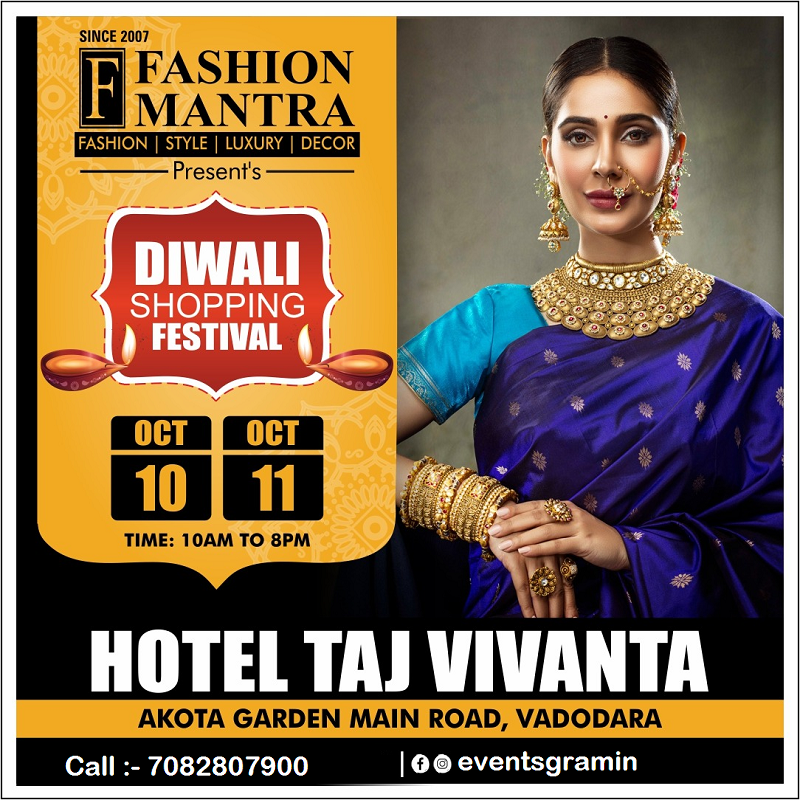 SINCE 2007
F FASHION
MANTRA
FASHION | STYLE | LUXURY | DECOR
Present's
DIWALI
SHOPPING
FESTIVAL
OCT OCT
10 11
TIME: 10AM TO 8PM
HOTEL TAJ VIVANTA
AKOTA GARDEN MAIN ROAD, VADODARA
Call :- 7082807900 | eventsgramin